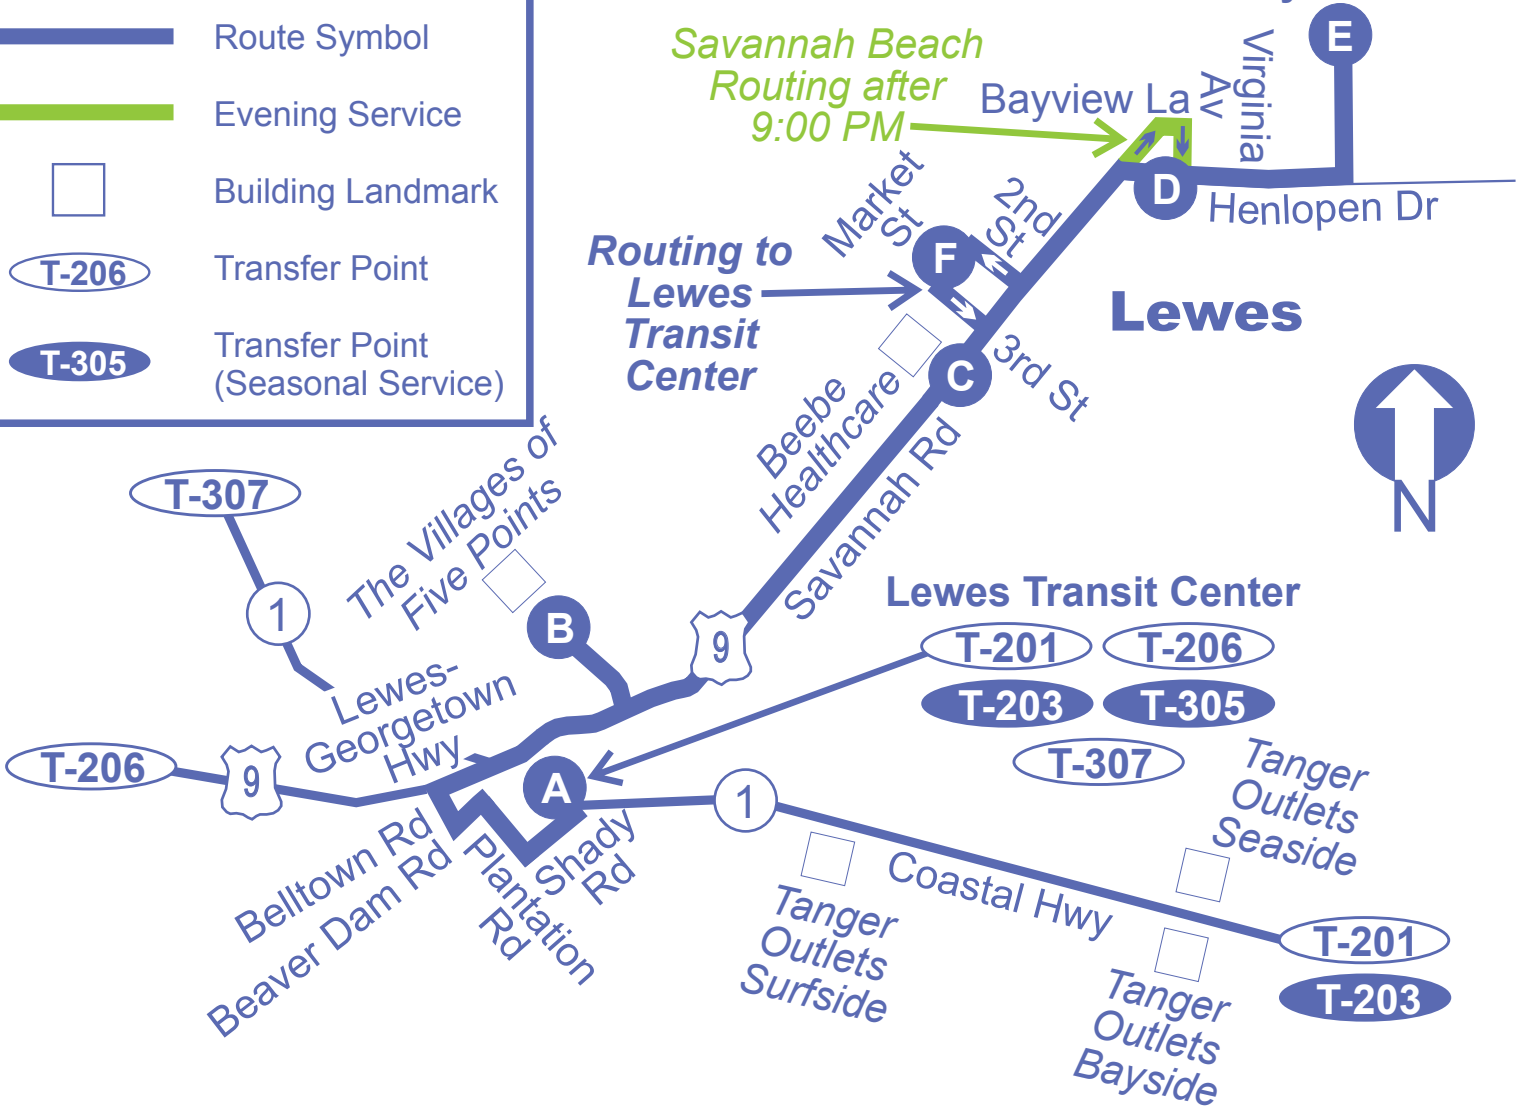 Route Symbol
Evening Service
Building Landmark
T-206
Transfer Point
T-305
Transfer Point
(Seasonal Service)
Savannah Beach
Routing after
9:00 PM
Bayview La
Virginia
Av
E
D
Henlopen Dr
Market
St
2nd
St
F
Routing to
Lewes
Transit
Center
Lewes
3rd St
C
Beebe
Healthcare
Savannah Rd
N
T-307
1
The Villages of
Five Points
B
9
Lewes Transit Center
T-201
T-206
T-203
T-305
T-307
Lewes-
Georgetown
Hwy
T-206
9
A
1
Belltown Rd
Beaver Dam Rd
Plantation
Rd
Shady
Rd
Coastal Hwy
Tanger
Outlets
Surfside
Tanger
Outlets
Seaside
Tanger
Outlets
Bayside
T-201
T-203